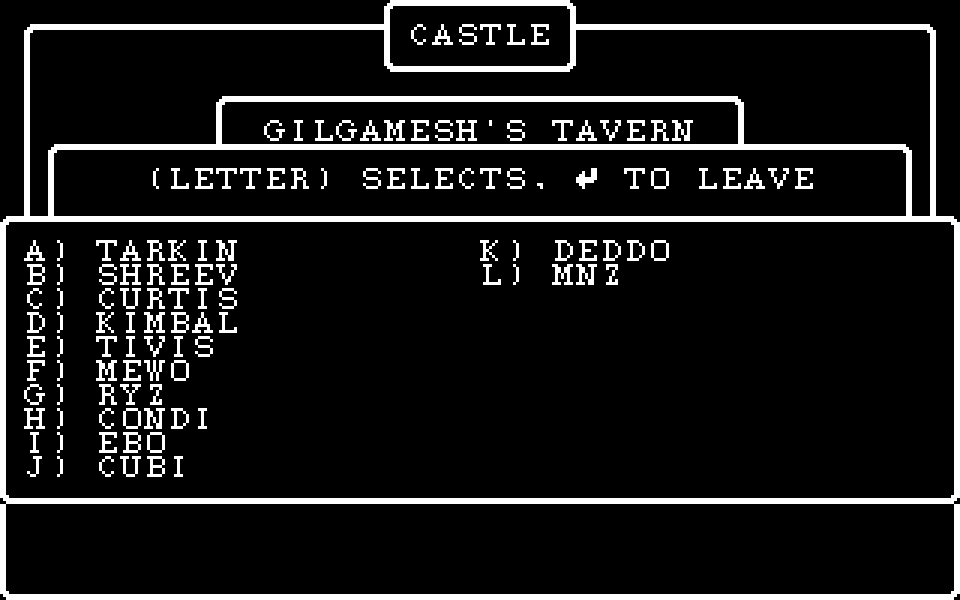 CASTLE
GILGAMESH'S TAVERN
(LETTER) SELECTS, ↵ TO LEAVE
A) TARKIN
B) SHREEV
C) CURTIS
D) KIMBAL
E) TIVIS
F) MEWO
G) RYZ
H) CONDI
I) EBO
J) CUBI
K) DEDDO
L) MNZ